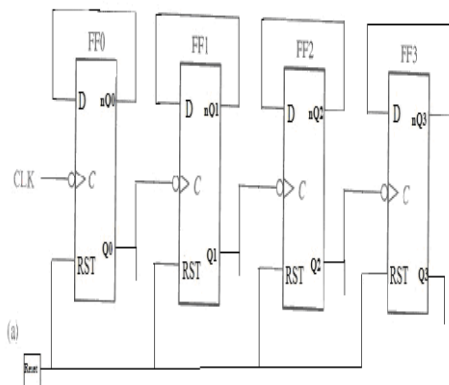 FF0 FF1 FF2 FF3
D nQ0 D nQ1 D nQ2 D nQ3
CLK C C C C
Q0 Q1 Q2 Q3
RST RST RST RST
(a)
Reset